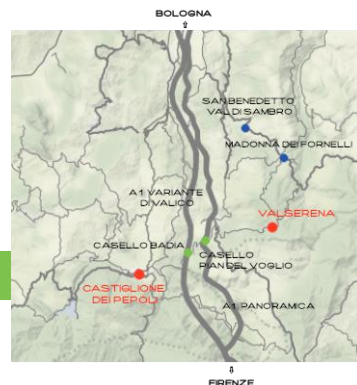 BOLOGNA
SAN BENEDETTO
VAL DI SAMBRO
MADONNA DEI FORNELLI
A1 VARIANTE
DI VALICO
VALSERENA
CASELLO BADIA
CASELLO
PIAN DEL VOGLIO
CASTIGLIONE
DEI PEPOLI
A1 PANORAMICA
FIRENZE